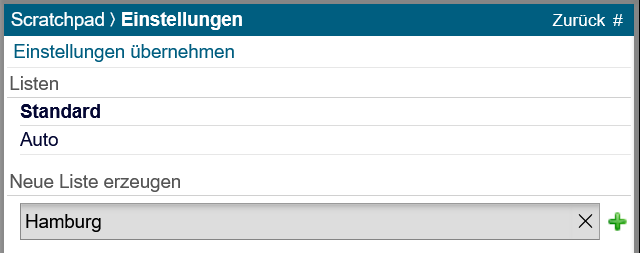 Scratchpad ⟩ Einstellungen Zurück #
Einstellungen übernehmen
Listen
Standard
Auto
Neue Liste erzeugen
Hamburg